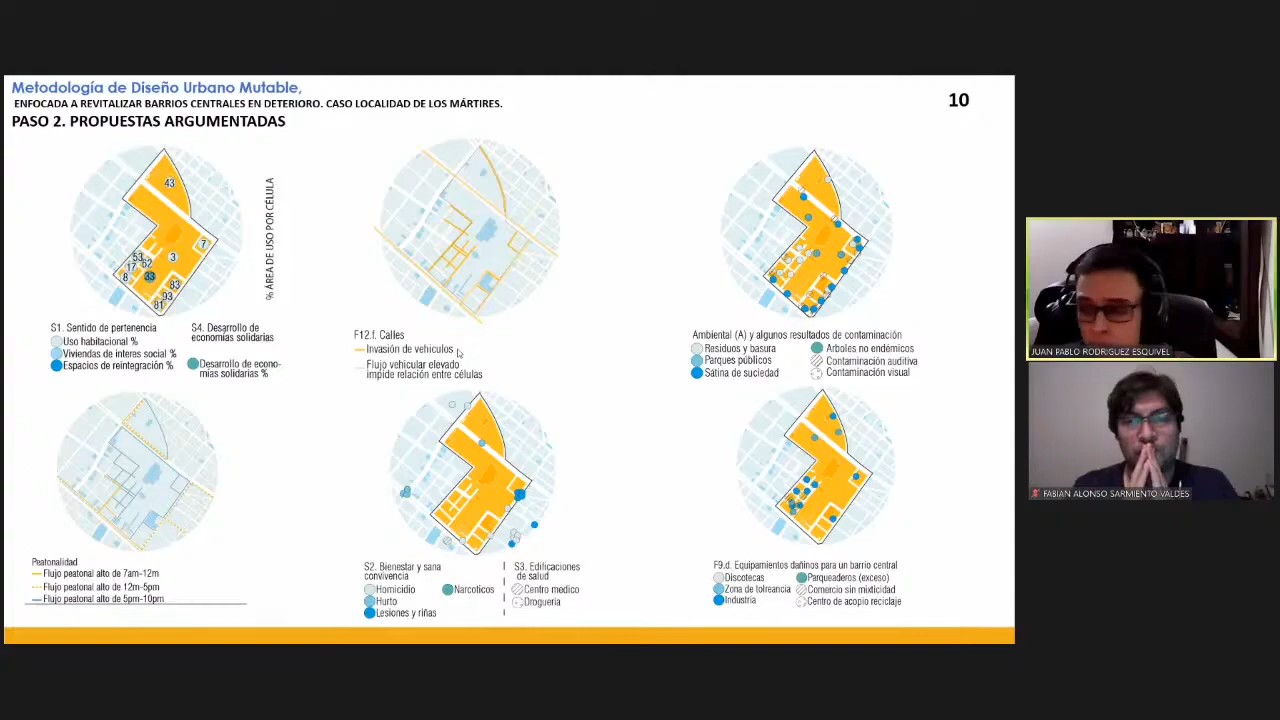 Metodología de Diseño Urbano Mutable,
ENFOCADA A REVITALIZAR BARRIOS CENTRALES EN DETERIORO. CASO LOCALIDAD DE LOS MÁRTIRES.
PASO 2. PROPUESTAS ARGUMENTADAS
10
43
7
53
62
3
17
8
33
83
93
81
% ÁREA DE USO POR CÉLULA
S1. Sentido de pertenencia
Uso habitacional %
Viviendas de interes social %
Espacios de reintegración %
S4. Desarrollo de
economías solidarias
Desarrollo de econo-
mías solidarias %
F12.f. Calles
Invasión de vehículos
Flujo vehicular elevado
impide relación entre células
Ambiental (A) y algunos resultados de contaminación
Residuos y basura
Parques públicos
Sátina de suciedad
Arboles no endémicos
Contaminación auditiva
Contaminación visual
Peatonalidad
Flujo peatonal alto de 7am-12m
Flujo peatonal alto de 12m-5pm
Flujo peatonal alto de 5pm-10pm
S2. Bienestar y sana
convivencia
Homicidio
Hurto
Lesiones y riñas
Narcoticos
S3. Edificaciones
de salud
Centro medico
Drogueria
F9.d. Equipamientos dañinos para un barrio central
Discotecas
Zona de tolreancia
Industria
Parqueaderos (exceso)
Comercio sin mixticidad
Centro de acopio reciclaje
JUAN PABLO RODRIGUEZ ESQUIVEL
FABIAN ALONSO SARMIENTO VALDES